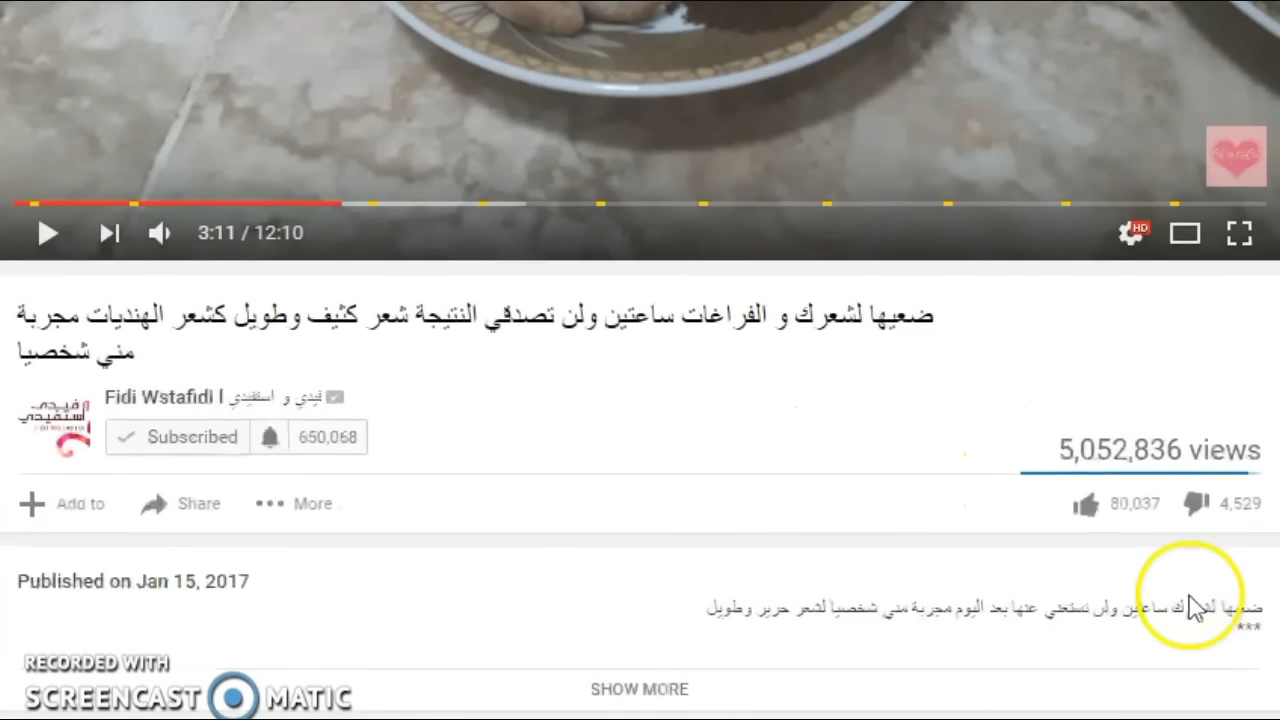 HD
3:11 / 12:10
ضعيها لشعرك و الفراغات ساعتين ولن تصدقي النتيجة شعر كثيف وطويل كشعر الهنديات مجربة
مني شخصيا
Fidi Wstafidi l فيدي و استفيدي
Subscribed 650,068
5,052,836 views
Add to Share More
80,037 4,529
Published on Jan 15, 2017
ضعيها لشعرك ساعتين ولن تستغني عنها بعد اليوم مجربة مني شخصياً لشعر حرير وطويل
***
SHOW MORE
RECORDED WITH
SCREENCAST MATIC